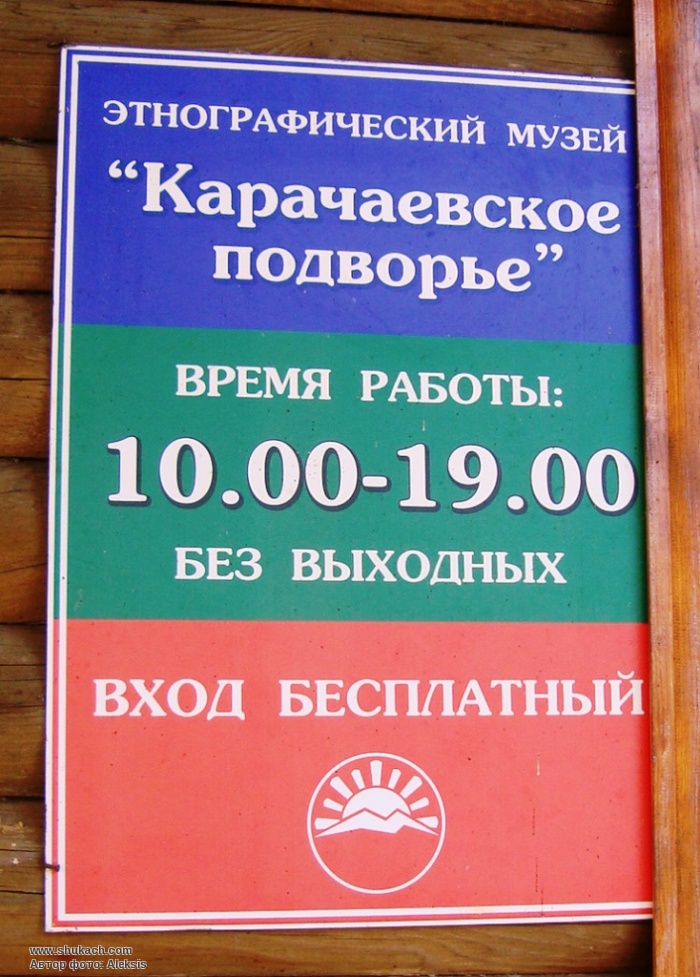 ЭТНОГРАФИЧЕСКИЙ МУЗЕЙ
“Карачаевское
подворье”
ВРЕМЯ РАБОТЫ:
10.00-19.00
БЕЗ ВЫХОДНЫХ
ВХОД БЕСПЛАТНЫЙ
www.shukach.com
Автор фото: Aleksis